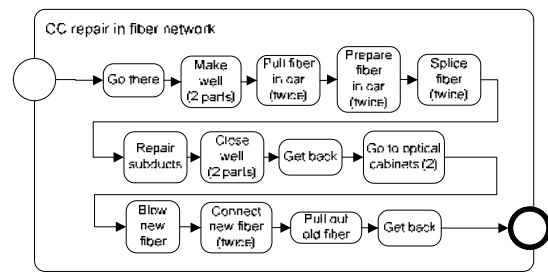 CC repair in fiber network
Go there
Make
well
(2 parts)
Pull fiber
in car
(twice)
Prepare
fiber
in car
(twice)
Splice
fiber
(twice)
Repair
subducts
Close
well
(2 parts)
Get back
Go to optical
cabinets (2)
Blow
new
fiber
Connect
new fiber
(twice)
Pull out
old fiber
Get back